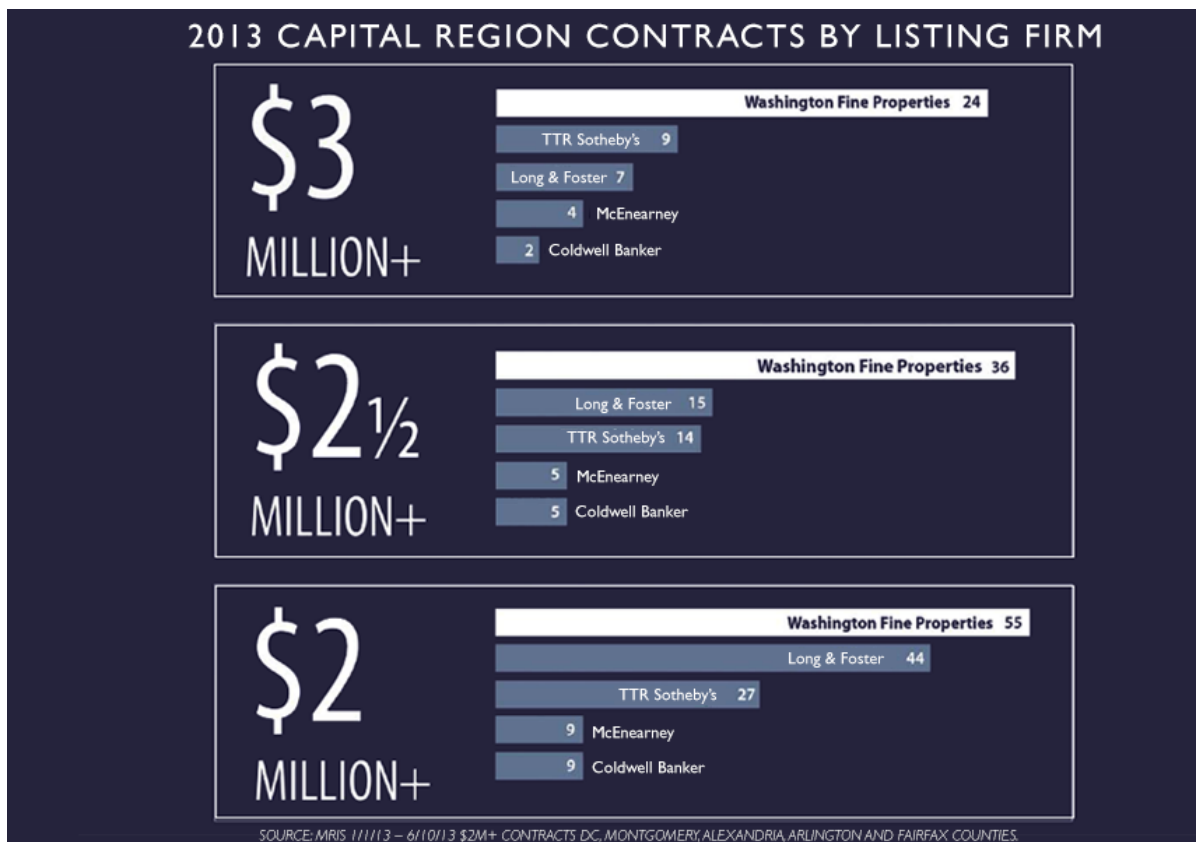 2013 CAPITAL REGION CONTRACTS BY LISTING FIRM
$3
MILLION+
Washington Fine Properties 24
TTR Sotheby's 9
Long & Foster 7
4 McEnearney
2 Coldwell Banker
$2½
MILLION+
Washington Fine Properties 36
Long & Foster 15
TTR Sotheby's 14
5 McEnearney
5 Coldwell Banker
$2
MILLION+
Washington Fine Properties 55
Long & Foster 44
TTR Sotheby's 27
9 McEnearney
9 Coldwell Banker
SOURCE: MRIS 1/1/13 – 6/10/13 $2M+ CONTRACTS DC, MONTGOMERY, ALEXANDRIA, ARLINGTON AND FAIRFAX COUNTIES.